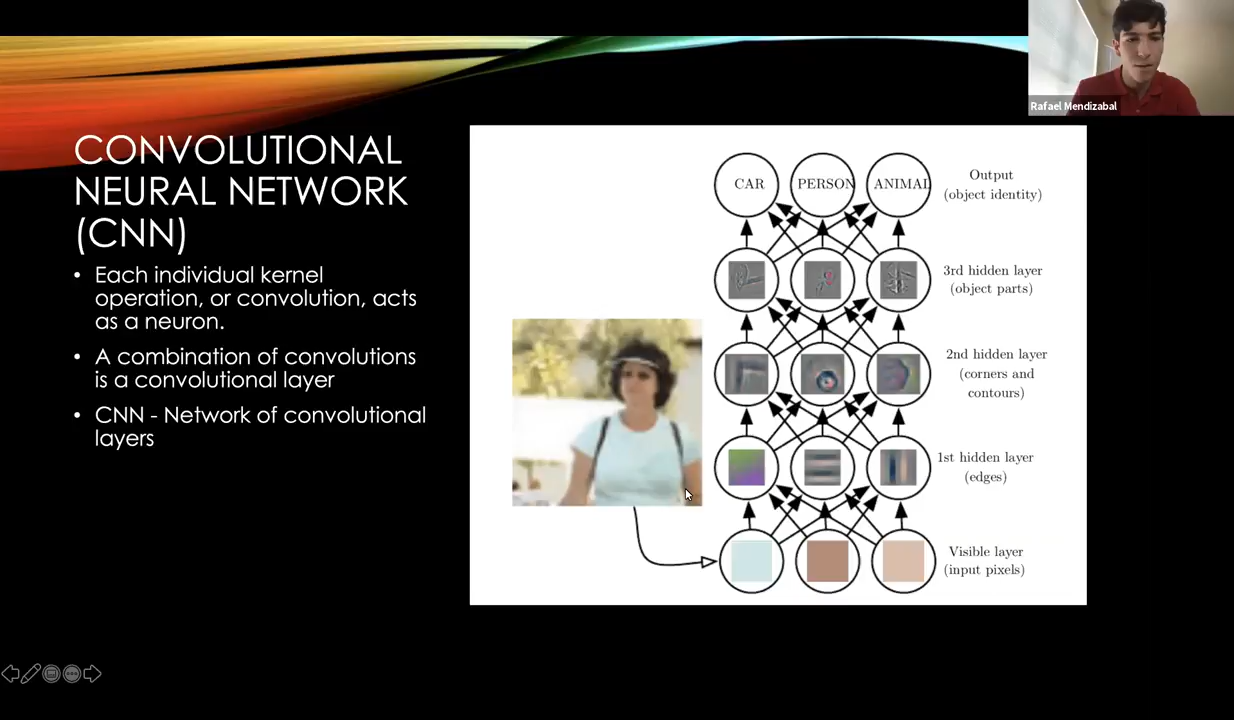 Rafael Mendizabal
CONVOLUTIONAL
NEURAL NETWORK
(CNN)
• Each individual kernel
operation, or convolution, acts
as a neuron.
• A combination of convolutions
is a convolutional layer
• CNN - Network of convolutional
layers
CAR PERSON ANIMAL
Output
(object identity)
3rd hidden layer
(object parts)
2nd hidden layer
(corners and
contours)
1st hidden layer
(edges)
Visible layer
(input pixels)